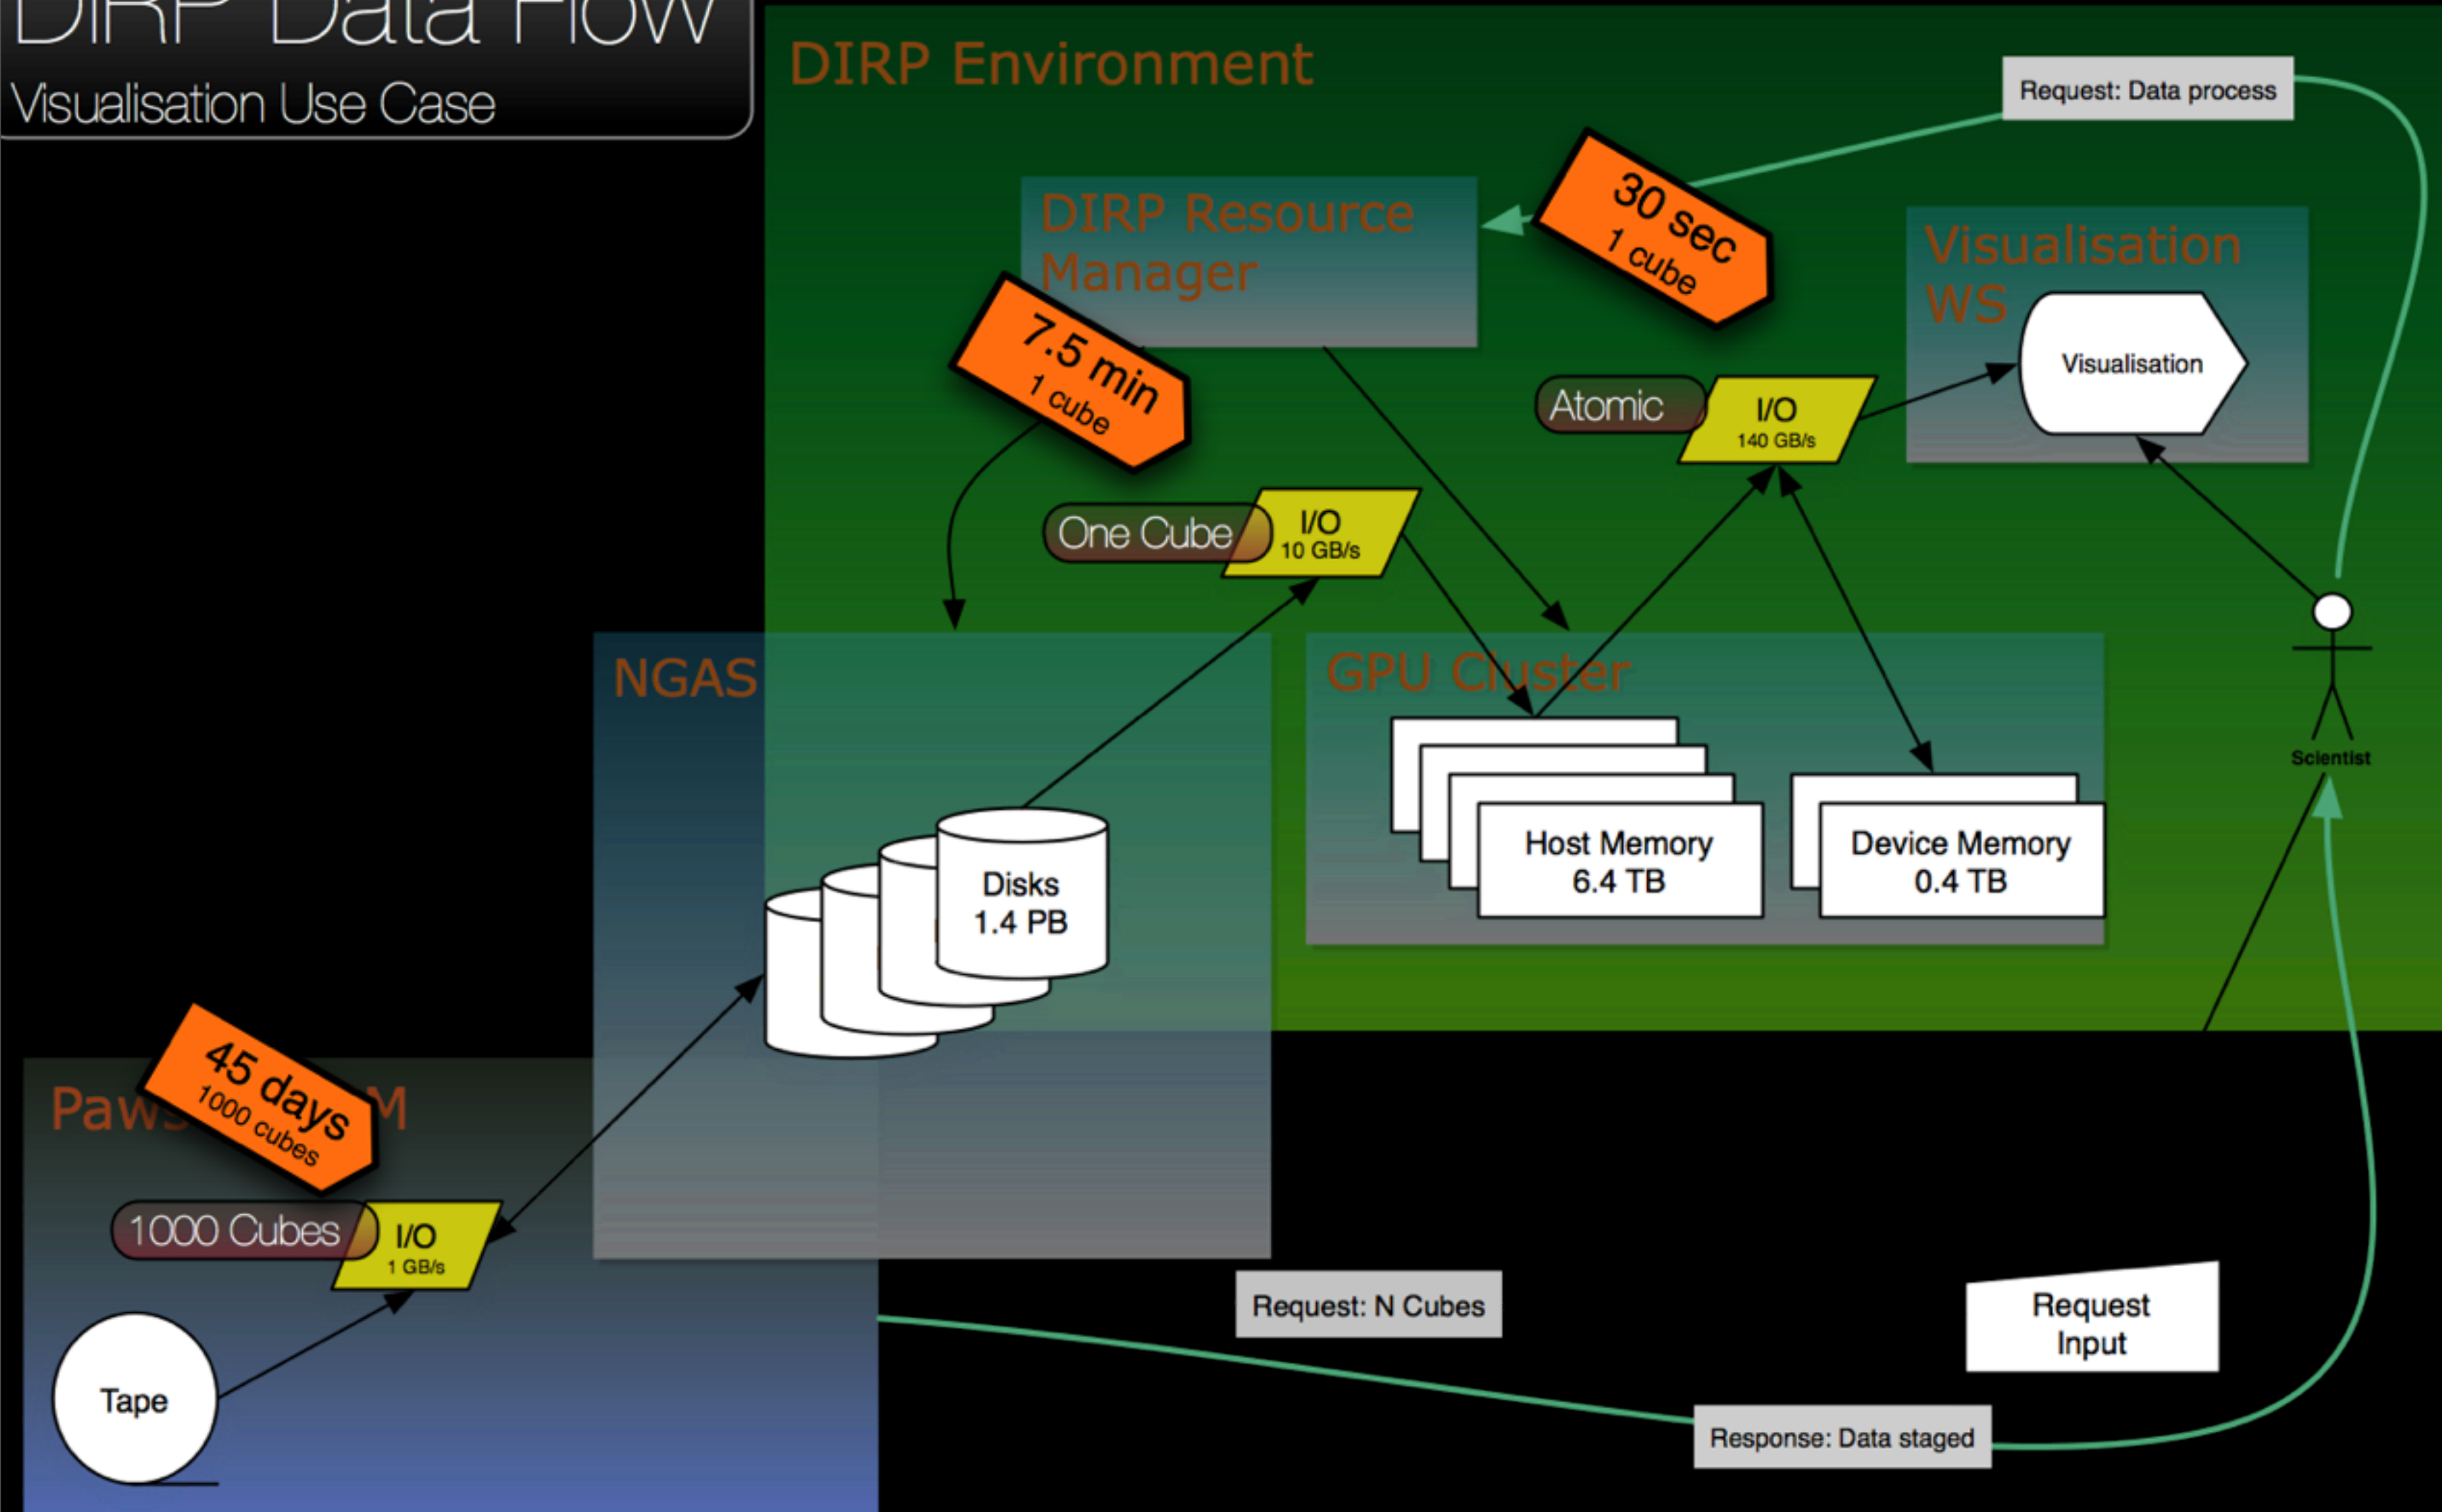 DIRP Data Flow
Visualisation Use Case
DIRP Environment
Request: Data process
30 sec
1 cube
DIRP Resource
Manager
Visualisation
WS
Visualisation
7.5 min
1 cube
Atomic
I/O
140 GB/s
One Cube
I/O
10 GB/s
NGAS
GPU Cluster
Scientist
Disks
1.4 PB
Host Memory
6.4 TB
Device Memory
0.4 TB
45 days
1000 cubes
1000 Cubes
I/O
1 GB/s
Tape
Request: N Cubes
Request
Input
Response: Data staged